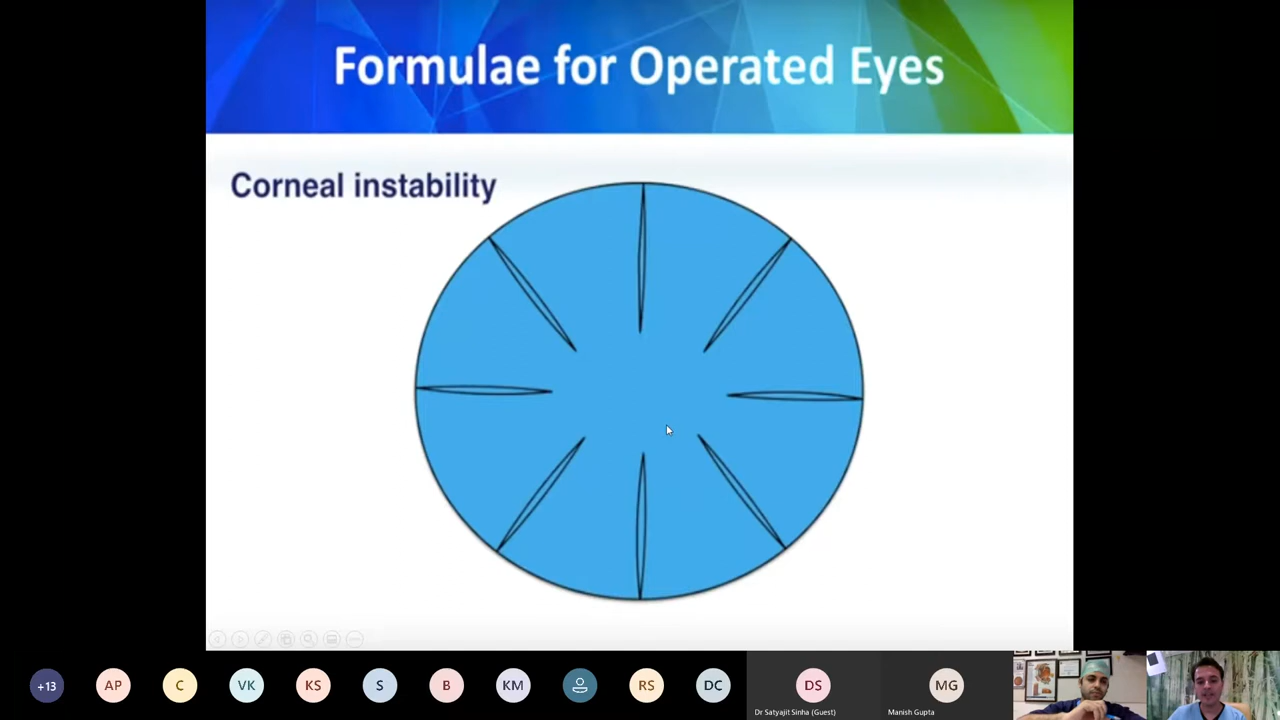 Formulae for Operated Eyes
Corneal instability
+13
AP
C
VK
KS
S
B
KM
RS
DC
DS
MG
Dr Satyajit Sinha (Guest)
Manish Gupta